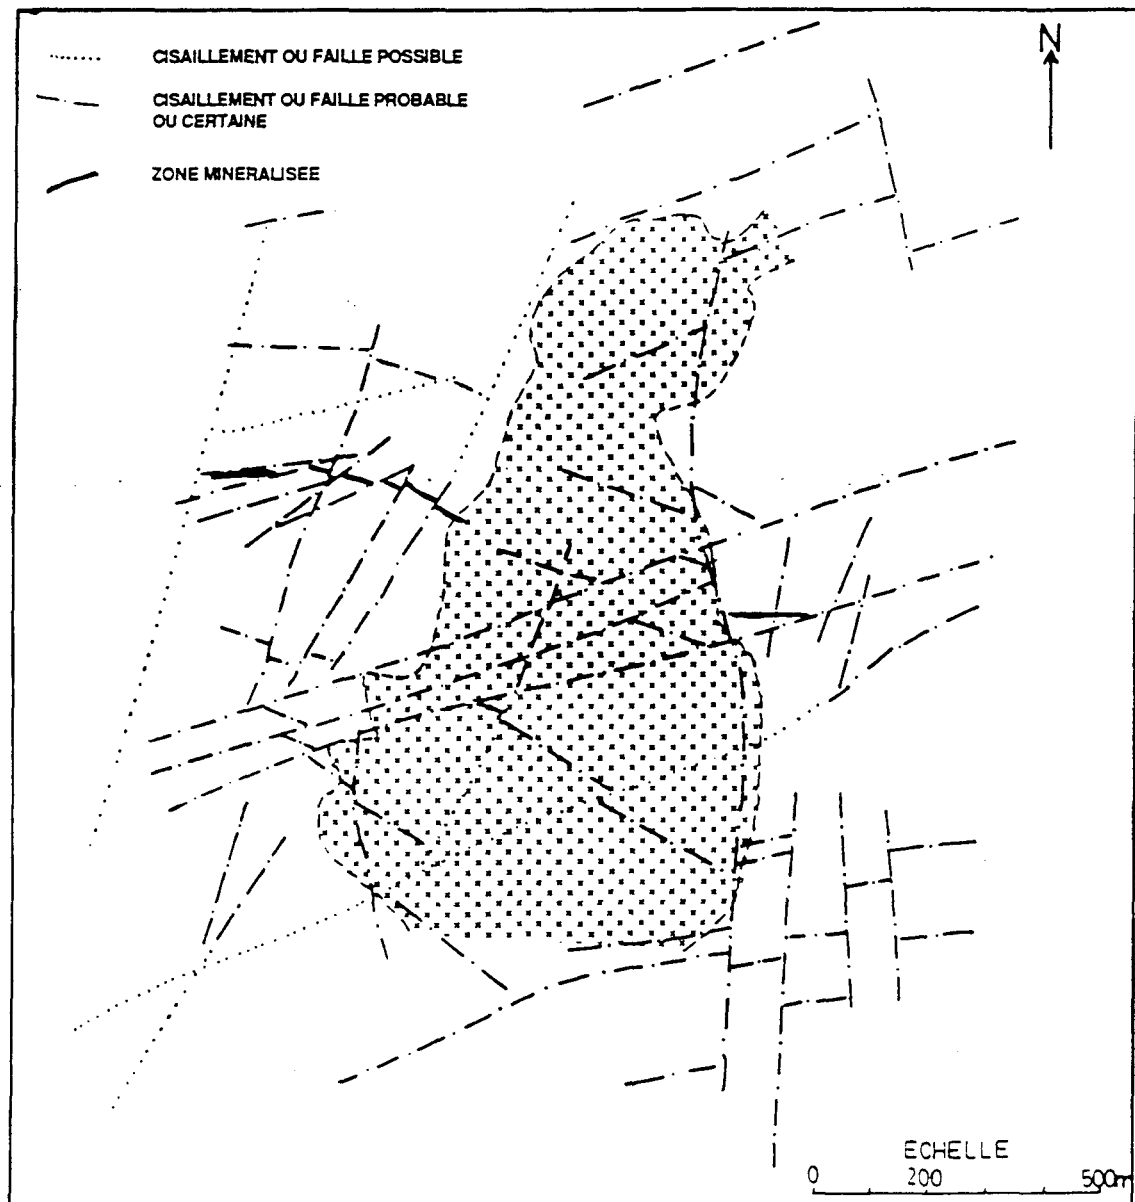 CISAILLEMENT OU FAILLE POSSIBLE
N
CISAILLEMENT OU FAILLE PROBABLE
OU CERTAINE
ZONE MINERALISEE
ECHELLE
0 200 500m